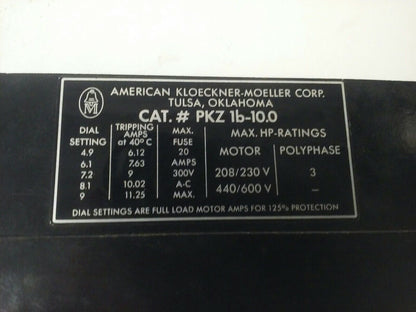 AMERICAN KLOECKNER-MOELLER CORP.
TULSA, OKLAHOMA
CAT. # PKZ 1b-10.0
DIAL SETTING TRIPPING AMPS at 40° C MAX. FUSE MAX. HP-RATINGS
MOTOR POLYPHASE
4.9 6.12 20
6.1 7.63 AMPS
7.2 9 300V 208/230 V 3
8.1 10.02 A-C
9 11.25 MAX. 440/600 V –
DIAL SETTINGS ARE FULL LOAD MOTOR AMPS FOR 125% PROTECTION